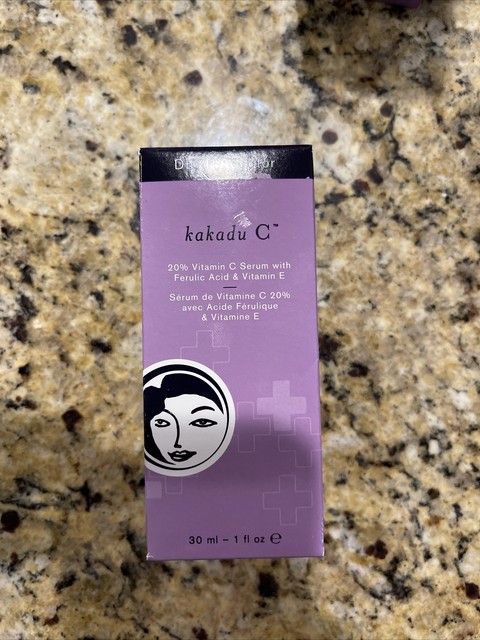 kakadu C™
20% Vitamin C Serum with
Ferulic Acid & Vitamin E
Sérum de Vitamine C 20%
avec Acide Férulique
& Vitamine E
30 ml – 1 fl oz ℮